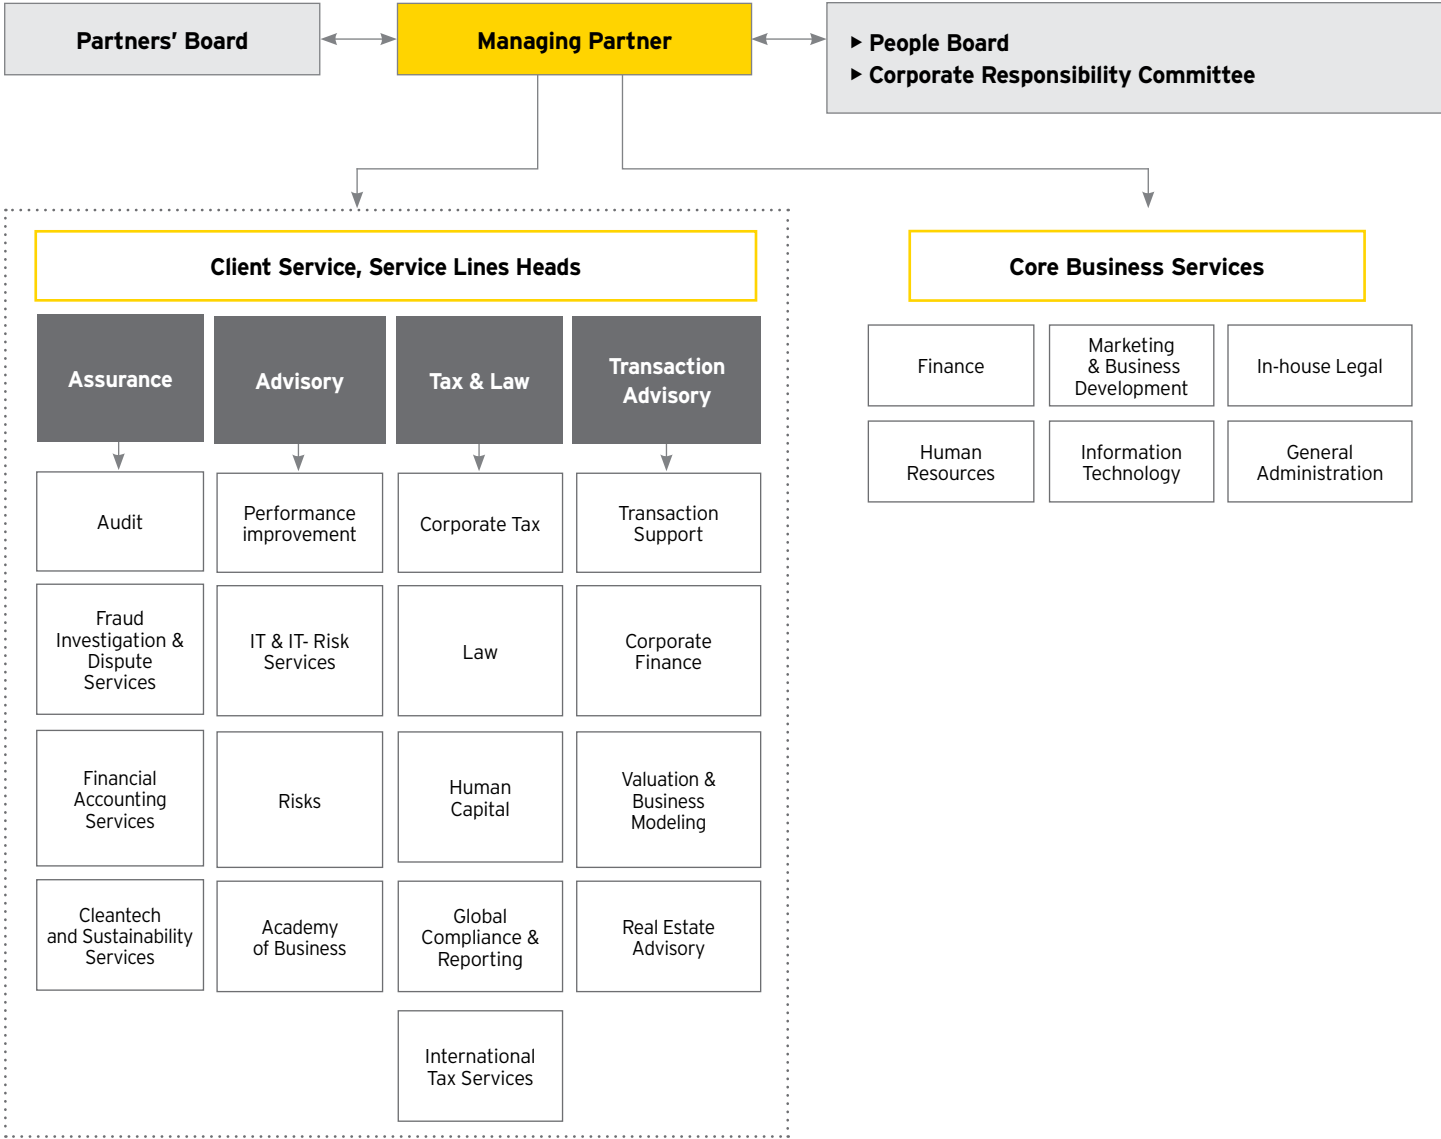 Partners’ Board
Managing Partner
▶ People Board
▶ Corporate Responsibility Committee
Client Service, Service Lines Heads
Assurance
Advisory
Tax & Law
Transaction
Advisory
Audit
Performance
improvement
Corporate Tax
Transaction
Support
Fraud
Investigation &
Dispute
Services
IT & IT- Risk
Services
Law
Corporate
Finance
Financial
Accounting
Services
Risks
Human
Capital
Valuation &
Business
Modeling
Cleantech
and Sustainability
Services
Academy
of Business
Global
Compliance &
Reporting
Real Estate
Advisory
International
Tax Services
Core Business Services
Finance
Marketing
& Business
Development
In-house Legal
Human
Resources
Information
Technology
General
Administration